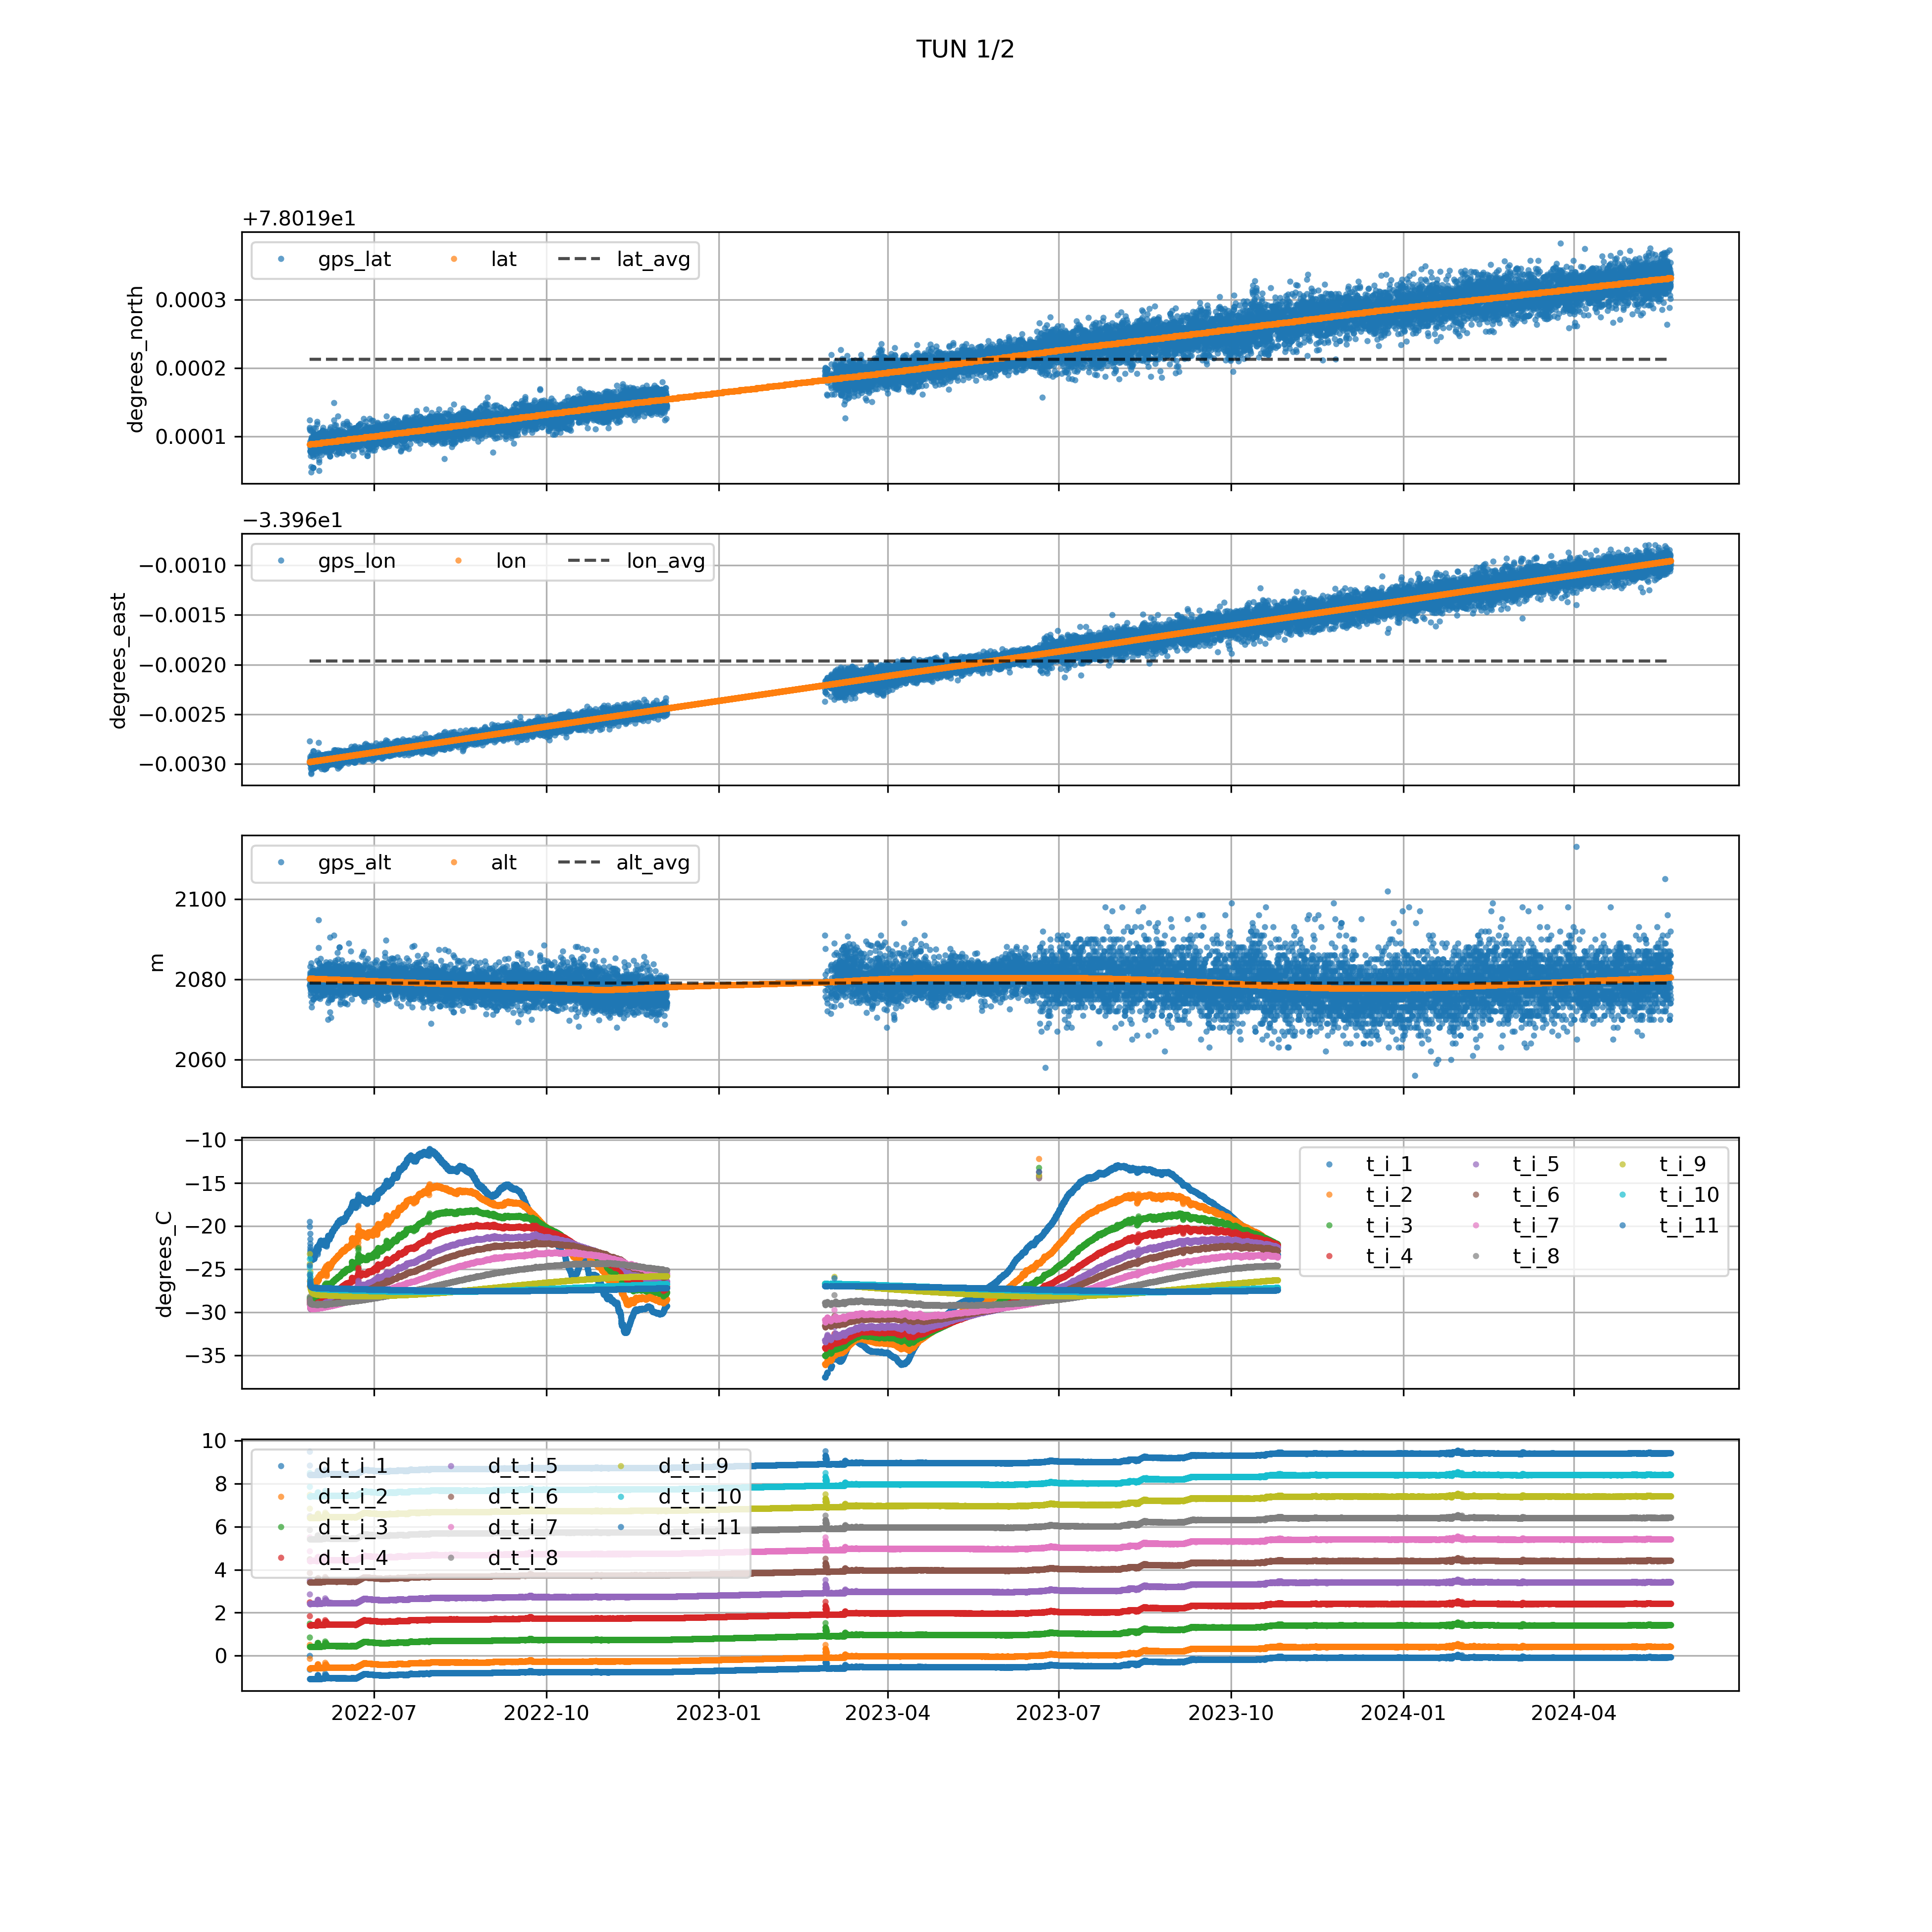 TUN 1/2
+7.8019e1
gps_lat lat lat_avg
degrees_north
0.0003
0.0002
0.0001
−3.396e1
gps_lon lon lon_avg
degrees_east
−0.0010
−0.0015
−0.0020
−0.0025
−0.0030
gps_alt alt alt_avg
m
2100
2080
2060
degrees_C
−10
−15
−20
−25
−30
−35
t_i_1 t_i_5 t_i_9
t_i_2 t_i_6 t_i_10
t_i_3 t_i_7 t_i_11
t_i_4 t_i_8
10
8
6
4
2
0
d_t_i_1 d_t_i_5 d_t_i_9
d_t_i_2 d_t_i_6 d_t_i_10
d_t_i_3 d_t_i_7 d_t_i_11
d_t_i_4 d_t_i_8
2022-07 2022-10 2023-01 2023-04 2023-07 2023-10 2024-01 2024-04